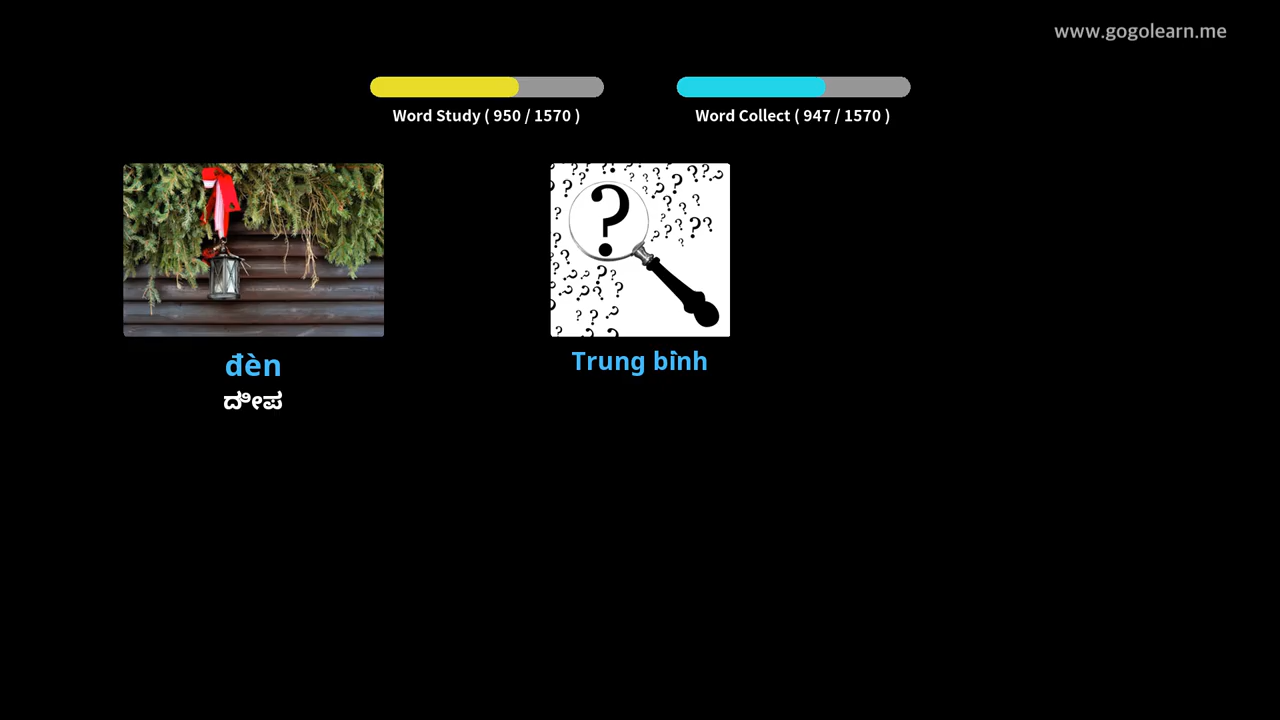 www.gogolearn.me
Word Study ( 950 / 1570 )
Word Collect ( 947 / 1570 )
đèn
ದೀಪ
Trung bình